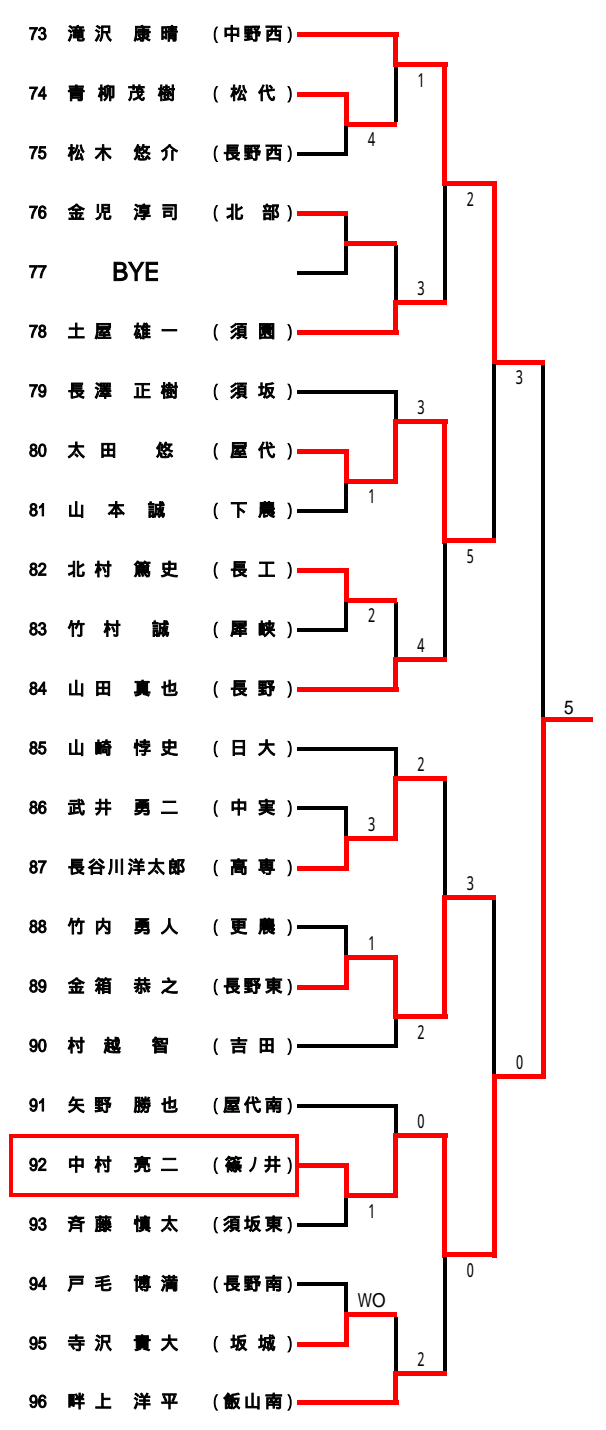 73 滝沢 康晴 (中野西)
1
74 青柳茂樹 (松代)
4
75 松木 悠介 (長野西)
2
76 金児 淳司 (北 部)
77 BYE
3
78 土屋 雄一 (須園)
3
79 長澤 正樹 (須坂)
3
80 太田 悠 (屋代)
1
81 山本誠 (下農)
5
82 北村 篤史 (長工)
2
83 竹村 誠 (犀峡)
4
84 山田 真也 (長野)
5
85 山崎 悖史 (日大)
2
86 武井 勇二 (中実)
3
87 長谷川洋太郎 (高専)
3
88 竹内 勇人 (更農)
1
89 金箱 恭之 (長野東)
2
90 村越 智 (吉田)
0
91 矢野 勝也 (屋代南)
0
92 中村 亮二 (篠ノ井)
1
93 斉藤 慎太 (須坂東)
0
94 戸毛 博満 (長野南)
WO
95 寺沢 貴大 (坂城)
2
96 畔上 洋平 (飯山南)